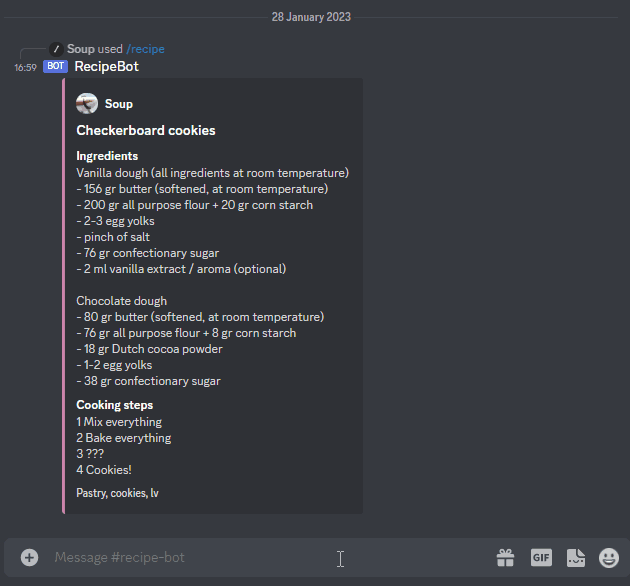 28 January 2023
Soup used /recipe
16:59 BOT RecipeBot
Soup
Checkerboard cookies
Ingredients
Vanilla dough (all ingredients at room temperature)
- 156 gr butter (softened, at room temperature)
- 200 gr all purpose flour + 20 gr corn starch
- 2-3 egg yolks
- pinch of salt
- 76 gr confectionary sugar
- 2 ml vanilla extract / aroma (optional)
Chocolate dough
- 80 gr butter (softened, at room temperature)
- 76 gr all purpose flour + 8 gr corn starch
- 18 gr Dutch cocoa powder
- 1-2 egg yolks
- 38 gr confectionary sugar
Cooking steps
1 Mix everything
2 Bake everything
3 ???
4 Cookies!
Pastry, cookies, lv
Message #recipe-bot
GIF